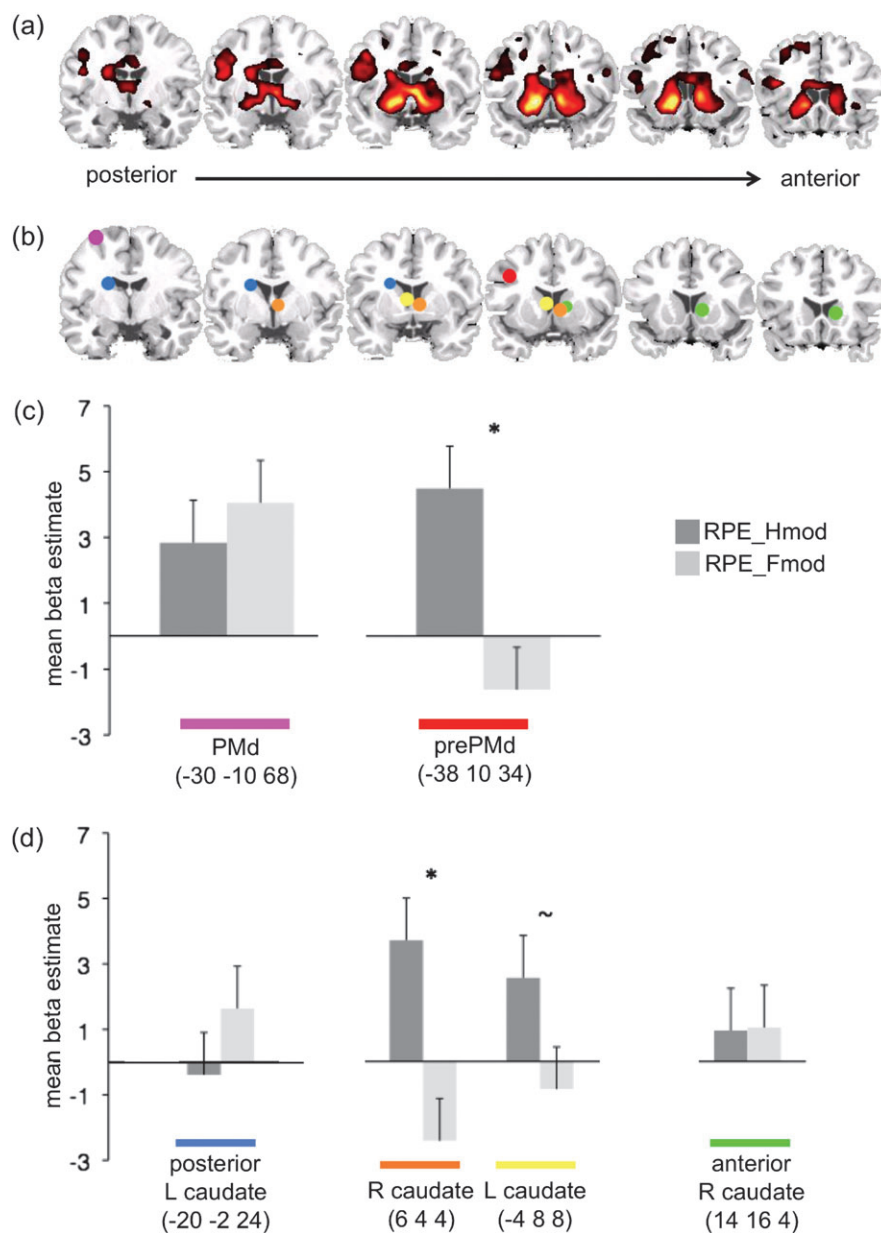 (a)
posterior anterior
(b)
(c)
7
5
3
1
-1
-3
mean beta estimate
*
RPE_Hmod
RPE_Fmod
PMd
(-30 -10 68)
prePMd
(-38 10 34)
(d)
7
5
3
1
-1
-3
mean beta estimate
*
~
posterior
L caudate
(-20 -2 24)
R caudate
(6 4 4)
L caudate
(-4 8 8)
anterior
R caudate
(14 16 4)